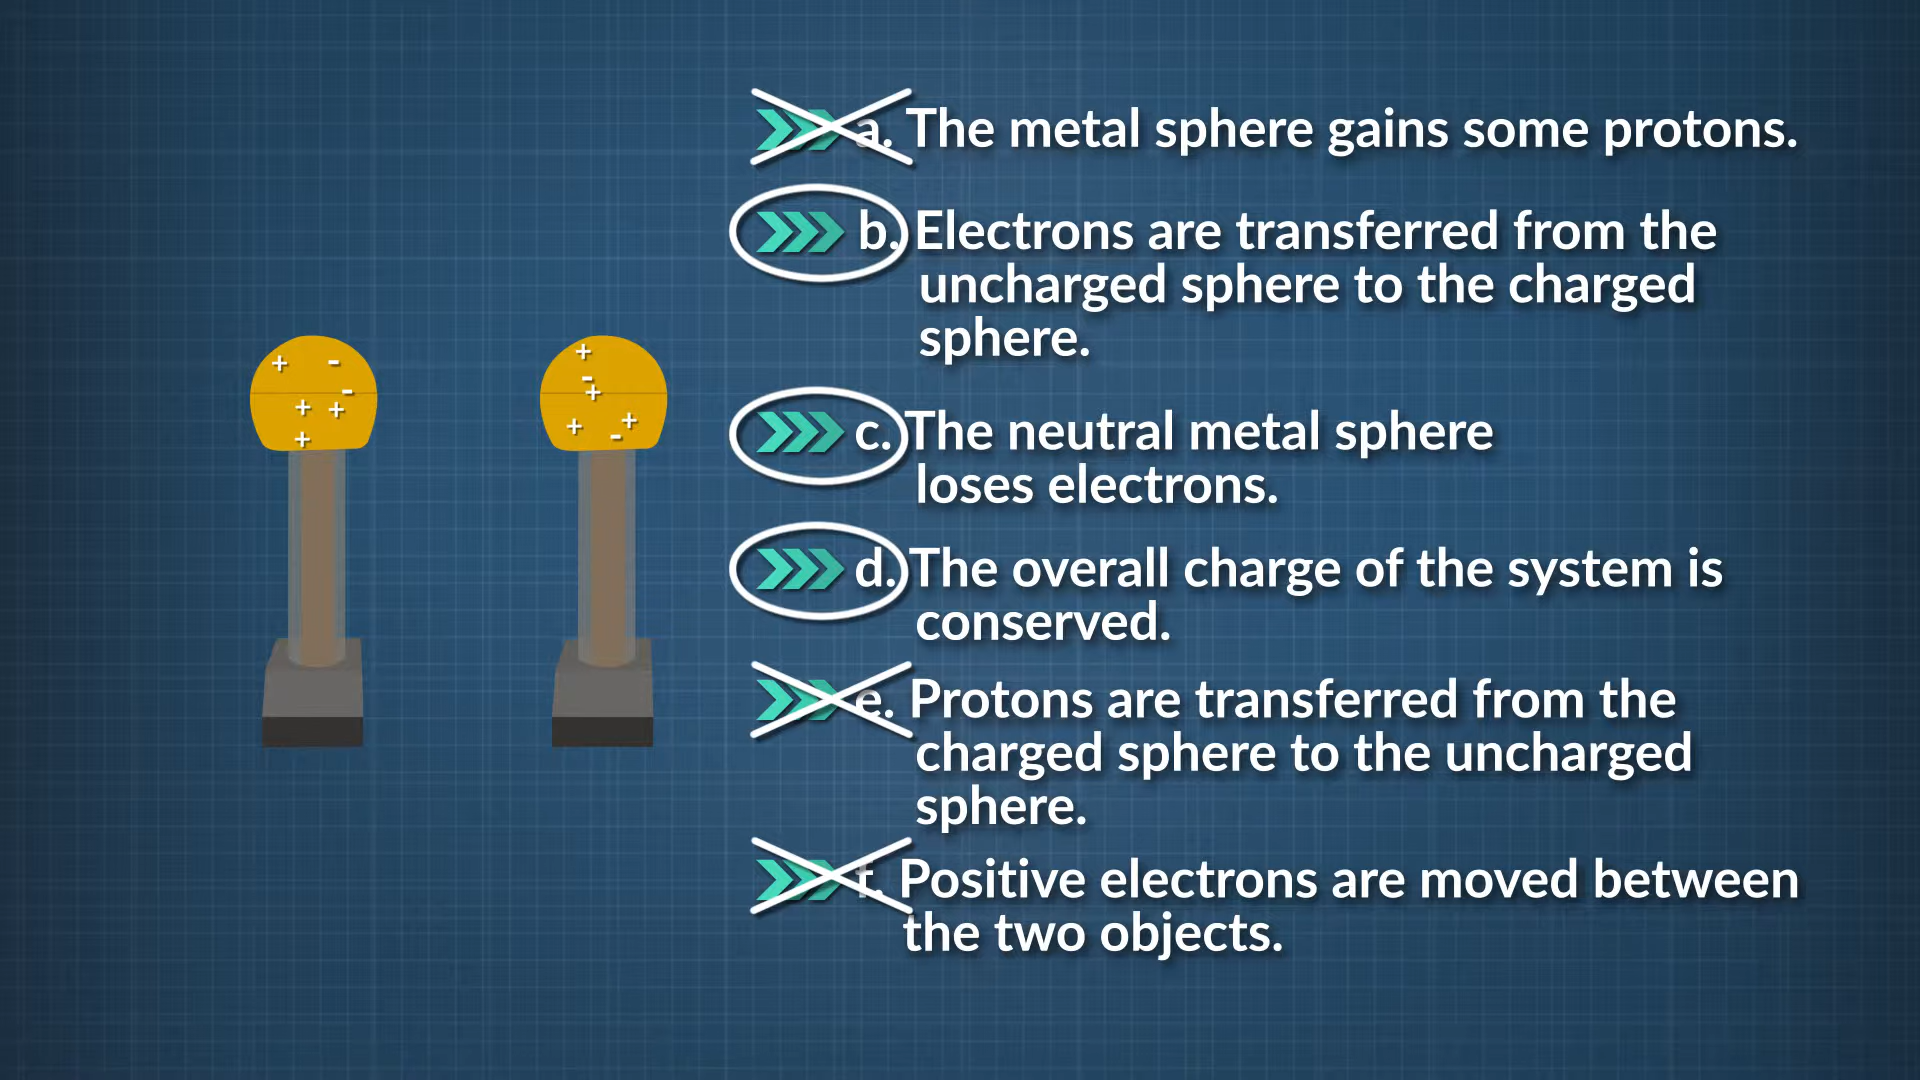 a. The metal sphere gains some protons.
b. Electrons are transferred from the
uncharged sphere to the charged
sphere.
c. The neutral metal sphere
loses electrons.
d. The overall charge of the system is
conserved.
e. Protons are transferred from the
charged sphere to the uncharged
sphere.
f. Positive electrons are moved between
the two objects.
+ -
-
+ +
+
+
-
+
+ +
-